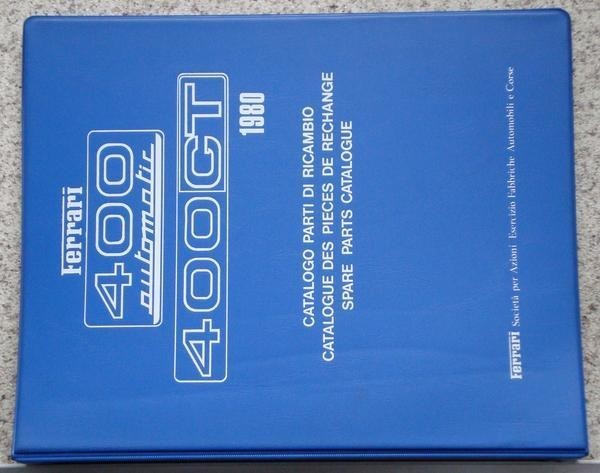 Ferrari
400
automatic
400GT
1980
CATALOGO PARTI DI RICAMBIO
CATALOGUE DES PIECES DE RECHANGE
SPARE PARTS CATALOGUE
Ferrari Società per Azioni Esercizio Fabbriche Automobili e Corse